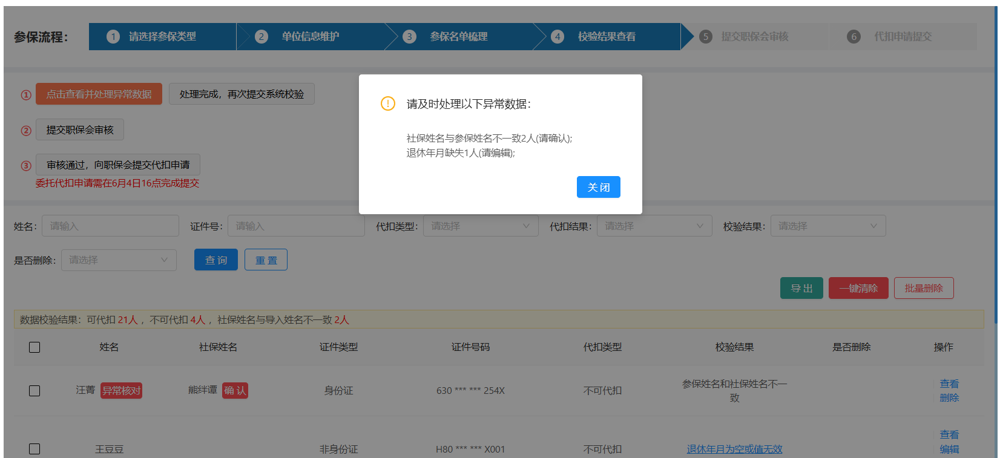 参保流程：
1 请选择参保类型
2 单位信息维护
3 参保名单梳理
4 校验结果查看
5 提交职保会审核
6 代扣申请提交
① 点击查看并处理异常数据 处理完成，再次提交系统校验
② 提交职保会审核
③ 审核通过，向职保会提交代扣申请
委托代扣申请需在6月4日16点完成提交
请及时处理以下异常数据：
社保姓名与参保姓名不一致2人(请确认);
退休年月缺失1人(请编辑);
关 闭
姓名： 请输入 证件号： 请输入 代扣类型： 请选择 代扣结果： 请选择 校验结果： 请选择
是否删除： 请选择 查 询 重 置
导 出 一键清除 批量删除
数据校验结果：可代扣 21人 ，不可代扣 4人 ，社保姓名与导入姓名不一致 2人
姓名 社保姓名 证件类型 证件号码 代扣类型 校验结果 是否删除 操作
汪菁 异常核对 熊绊谭 确 认 身份证 630 *** *** 254X 不可代扣 参保姓名和社保姓名不一
致
查看
删除
王豆豆 非身份证 H80 *** *** X001 不可代扣 退休年月为空或值无效
查看
编辑